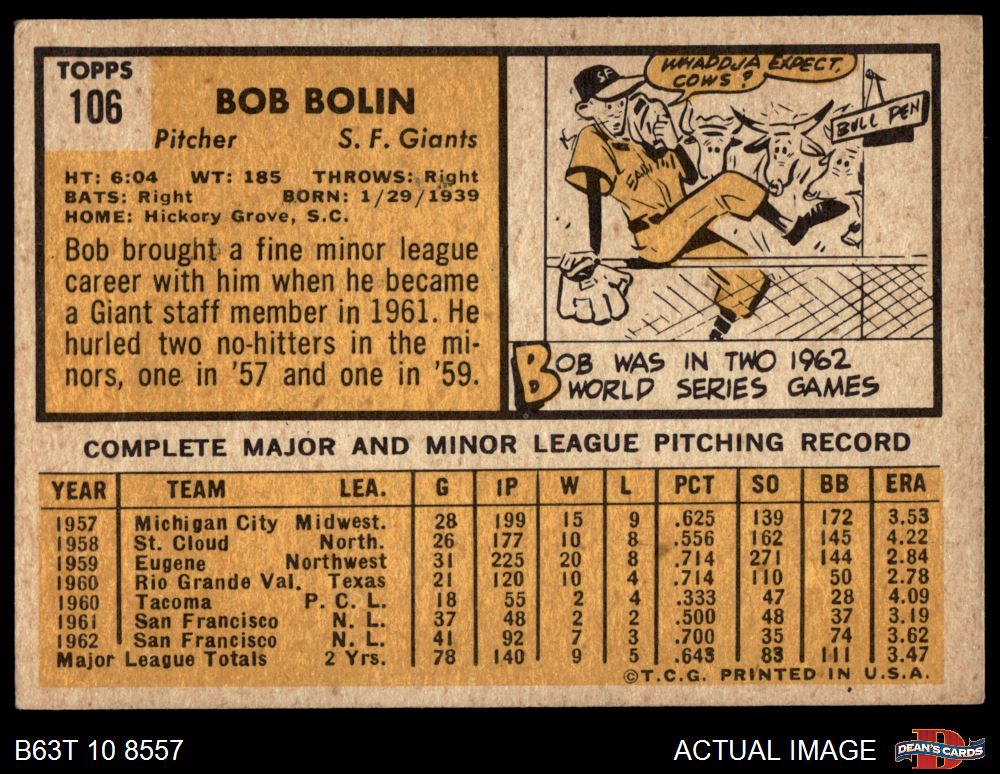 TOPPS
106
BOB BOLIN
Pitcher S. F. Giants
HT: 6:04 WT: 185 THROWS: Right
BATS: Right BORN: 1/29/1939
HOME: Hickory Grove, S.C.
Bob brought a fine minor league
career with him when he became
a Giant staff member in 1961. He
hurled two no-hitters in the mi-
nors, one in '57 and one in '59.
WHADDJA EXPECT,
COWS?
SF
BULL PEN
BOB WAS IN TWO 1962
WORLD SERIES GAMES
COMPLETE MAJOR AND MINOR LEAGUE PITCHING RECORD
YEAR TEAM LEA. G IP W L PCT SO BB ERA
1957 Michigan City Midwest. 28 199 15 9 .625 139 172 3.53
1958 St. Cloud North. 26 177 10 8 .556 162 145 4.22
1959 Eugene Northwest 31 225 20 8 .714 271 144 2.84
1960 Rio Grande Val. Texas 21 120 10 4 .714 110 50 2.78
1960 Tacoma P. C. L. 18 55 2 4 .333 47 28 4.09
1961 San Francisco N. L. 37 48 2 2 .500 48 37 3.19
1962 San Francisco N. L. 41 92 7 3 .700 35 74 3.62
Major League Totals 2 Yrs. 78 140 9 5 .643 83 111 3.47
©T.C.G. PRINTED IN U.S.A.
B63T 10 8557 ACTUAL IMAGE
DEAN'S CARDS